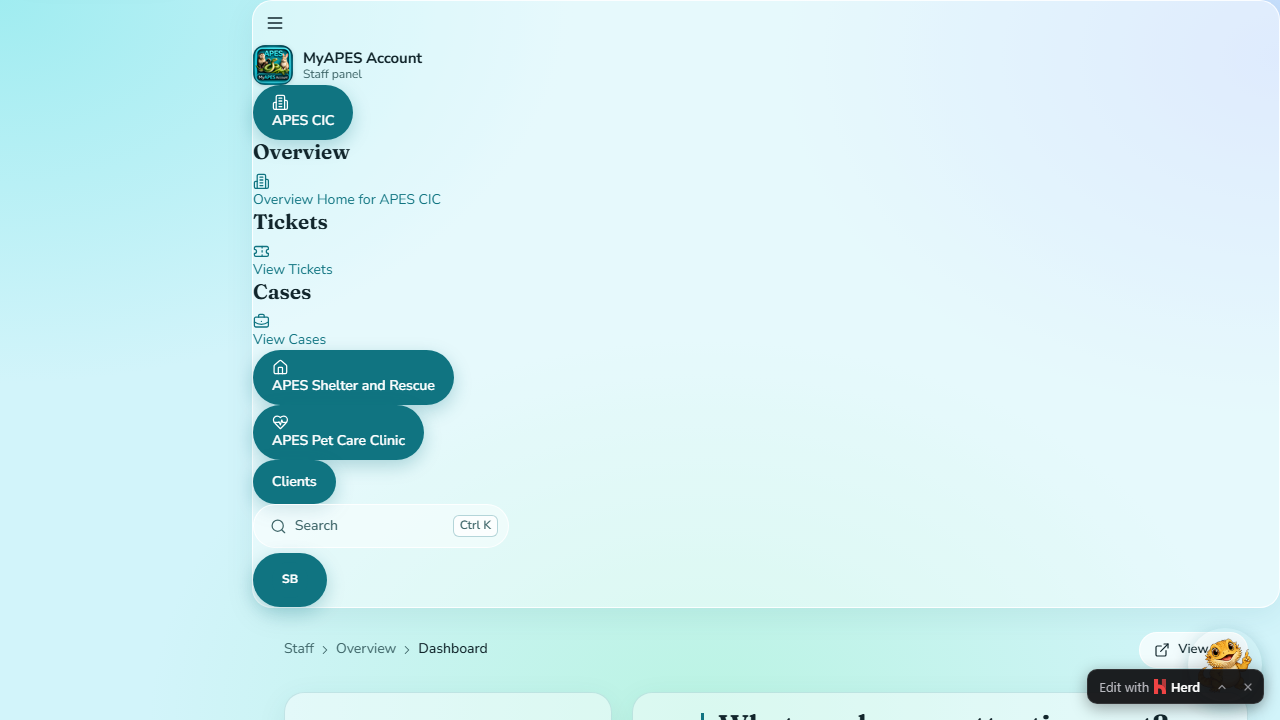 MyAPES Account
Staff panel
APES CIC
Overview
Overview Home for APES CIC
Tickets
View Tickets
Cases
View Cases
APES Shelter and Rescue
APES Pet Care Clinic
Clients
Search
Ctrl K
SB
Staff
Overview
Dashboard
View
Edit with Herd